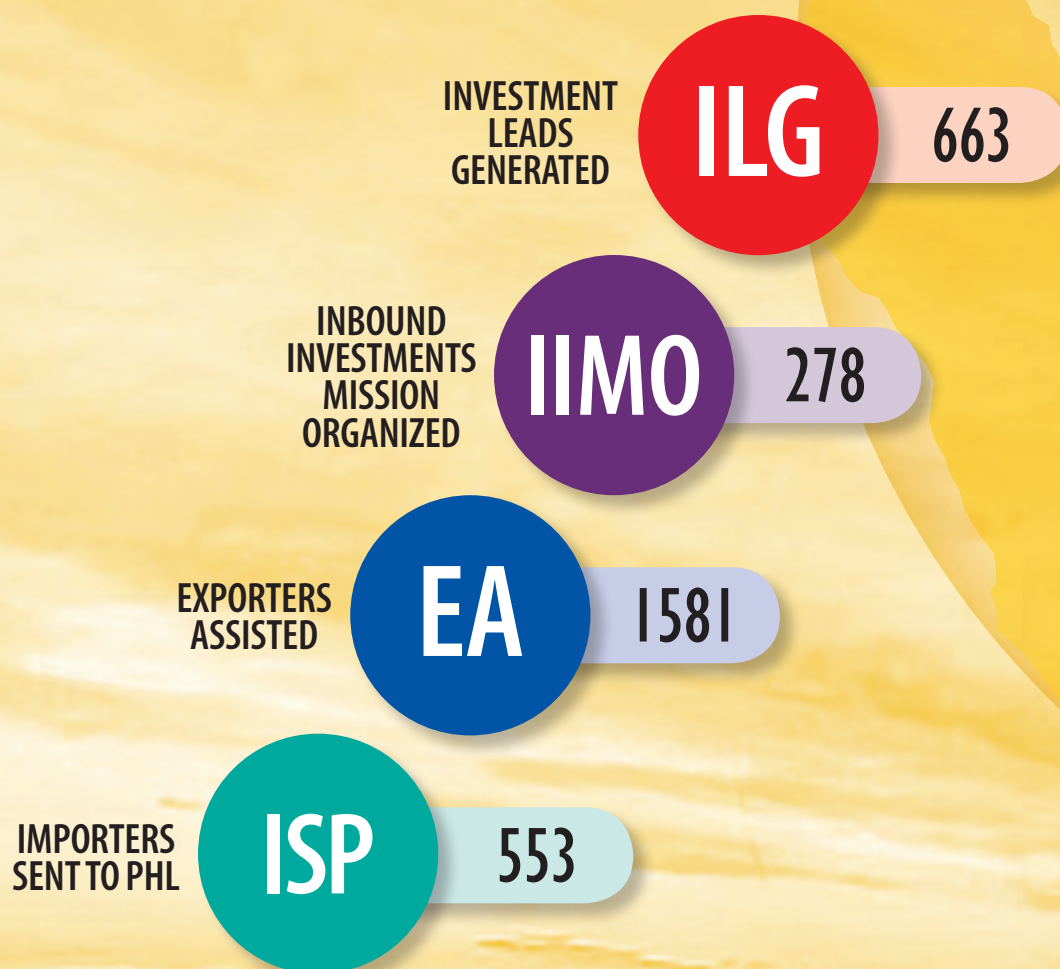 INVESTMENT
LEADS
GENERATED
ILG
663
INBOUND
INVESTMENTS
MISSION
ORGANIZED
IIMO
278
EXPORTERS
ASSISTED
EA
1581
IMPORTERS
SENT TO PHL
ISP
553